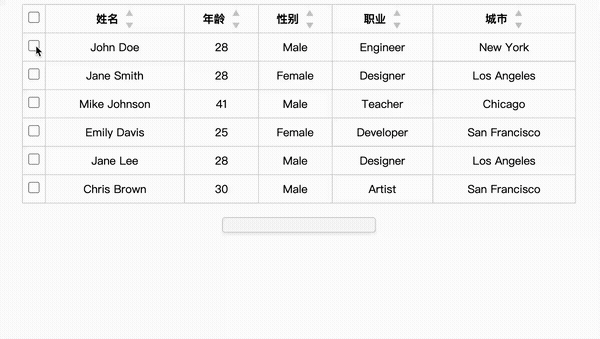 姓名 年龄 性别 职业 城市
John Doe 28 Male Engineer New York
Jane Smith 28 Female Designer Los Angeles
Mike Johnson 41 Male Teacher Chicago
Emily Davis 25 Female Developer San Francisco
Jane Lee 28 Male Designer Los Angeles
Chris Brown 30 Male Artist San Francisco